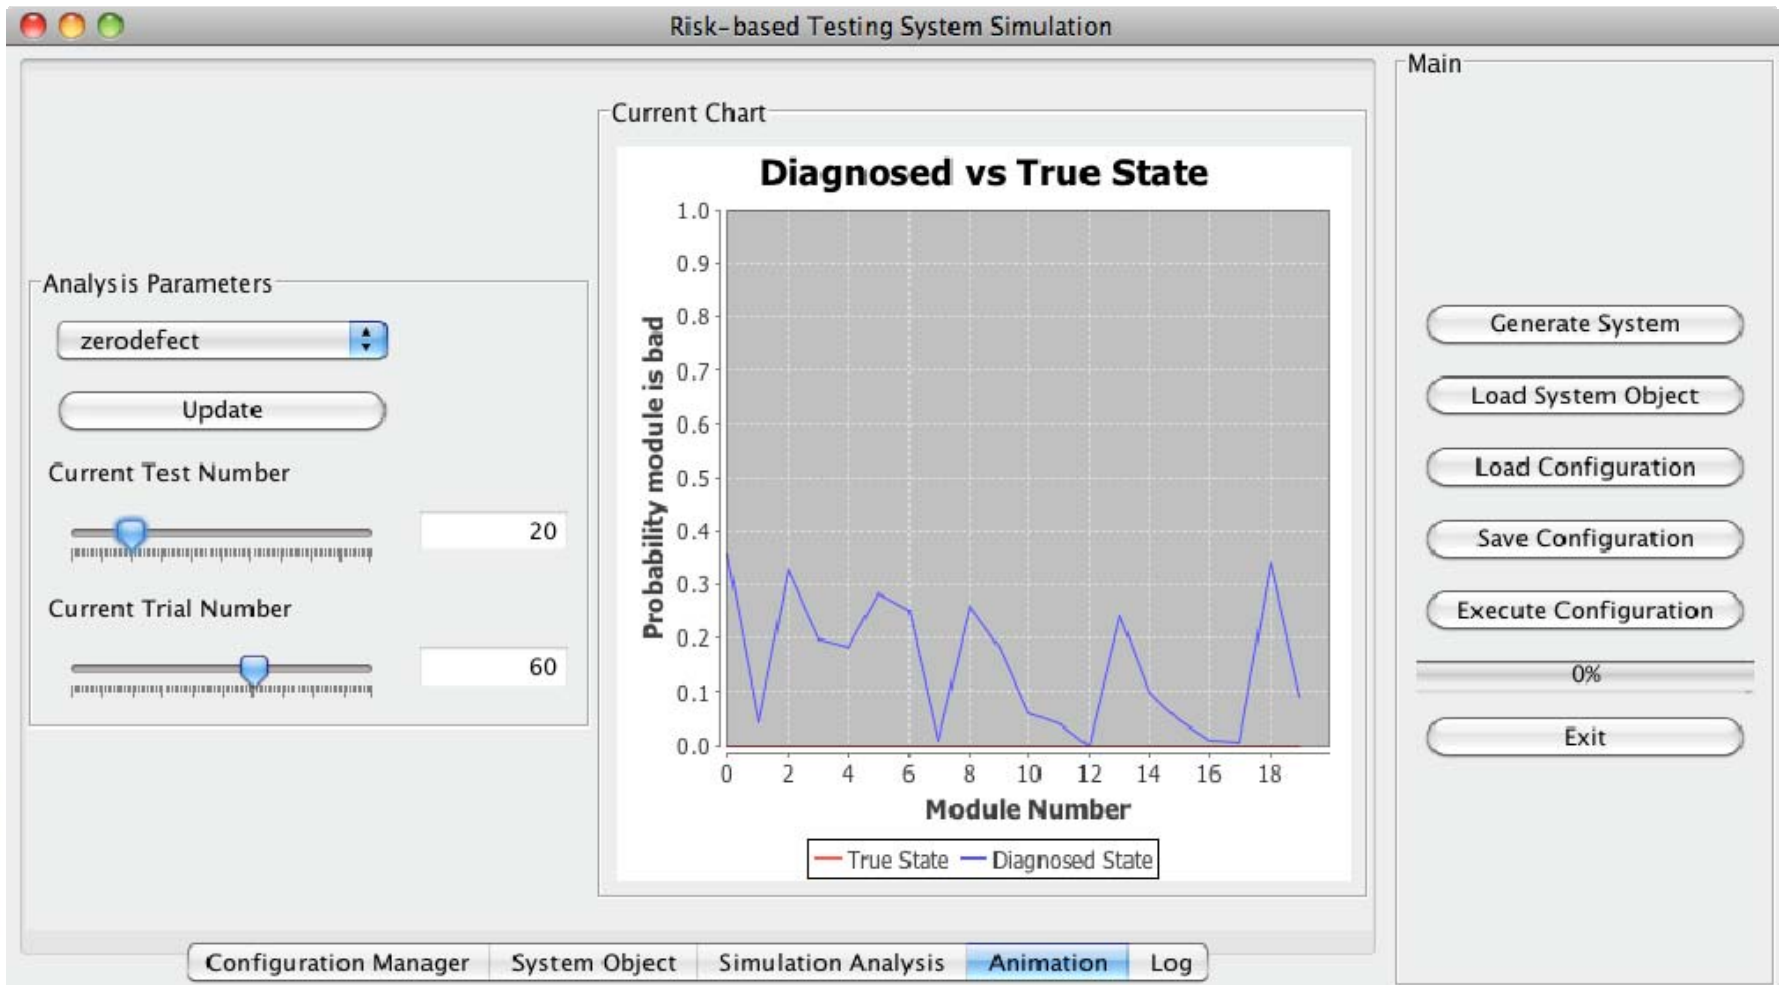 Risk-based Testing System Simulation
Analysis Parameters
zerodefect
Update
Current Test Number
20
Current Trial Number
60
Current Chart
Diagnosed vs True State
Probability module is bad
1.0
0.9
0.8
0.7
0.6
0.5
0.4
0.3
0.2
0.1
0.0
0 2 4 6 8 10 12 14 16 18
Module Number
True State Diagnosed State
Main
Generate System
Load System Object
Load Configuration
Save Configuration
Execute Configuration
0%
Exit
Configuration Manager System Object Simulation Analysis Animation Log